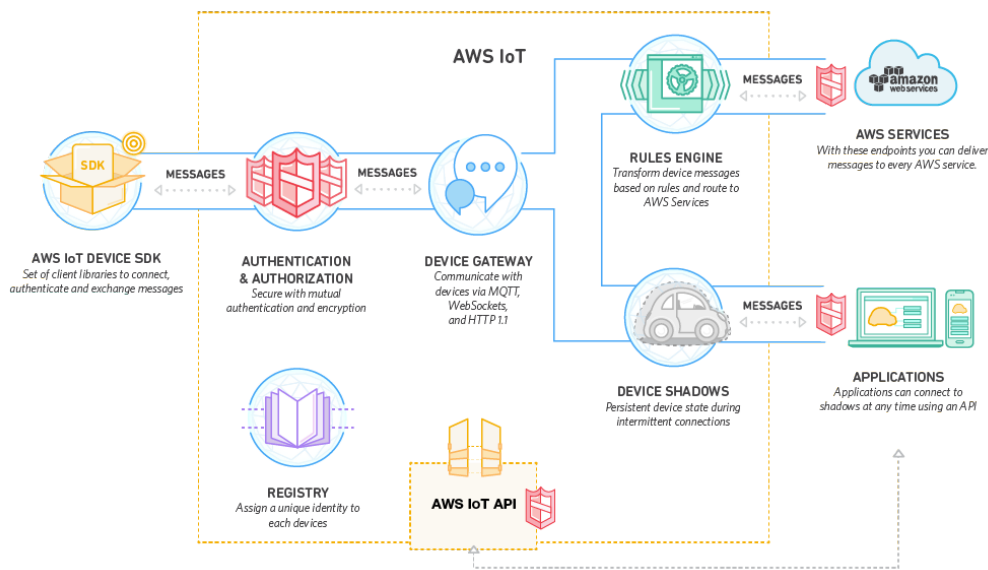 AWS IoT
SDK
MESSAGES
MESSAGES
MESSAGES
amazon
web services
AWS IoT DEVICE SDK
Set of client libraries to connect,
authenticate and exchange messages
AUTHENTICATION
& AUTHORIZATION
Secure with mutual
authentication and encryption
DEVICE GATEWAY
Communicate with
devices via MQTT,
WebSockets,
and HTTP 1.1
RULES ENGINE
Transform device messages
based on rules and route to
AWS Services
AWS SERVICES
With these endpoints you can deliver
messages to every AWS service.
MESSAGES
DEVICE SHADOWS
Persistent device state during
intermittent connections
APPLICATIONS
Applications can connect to
shadows at any time using an API
REGISTRY
Assign a unique identity to
each devices
AWS IoT API